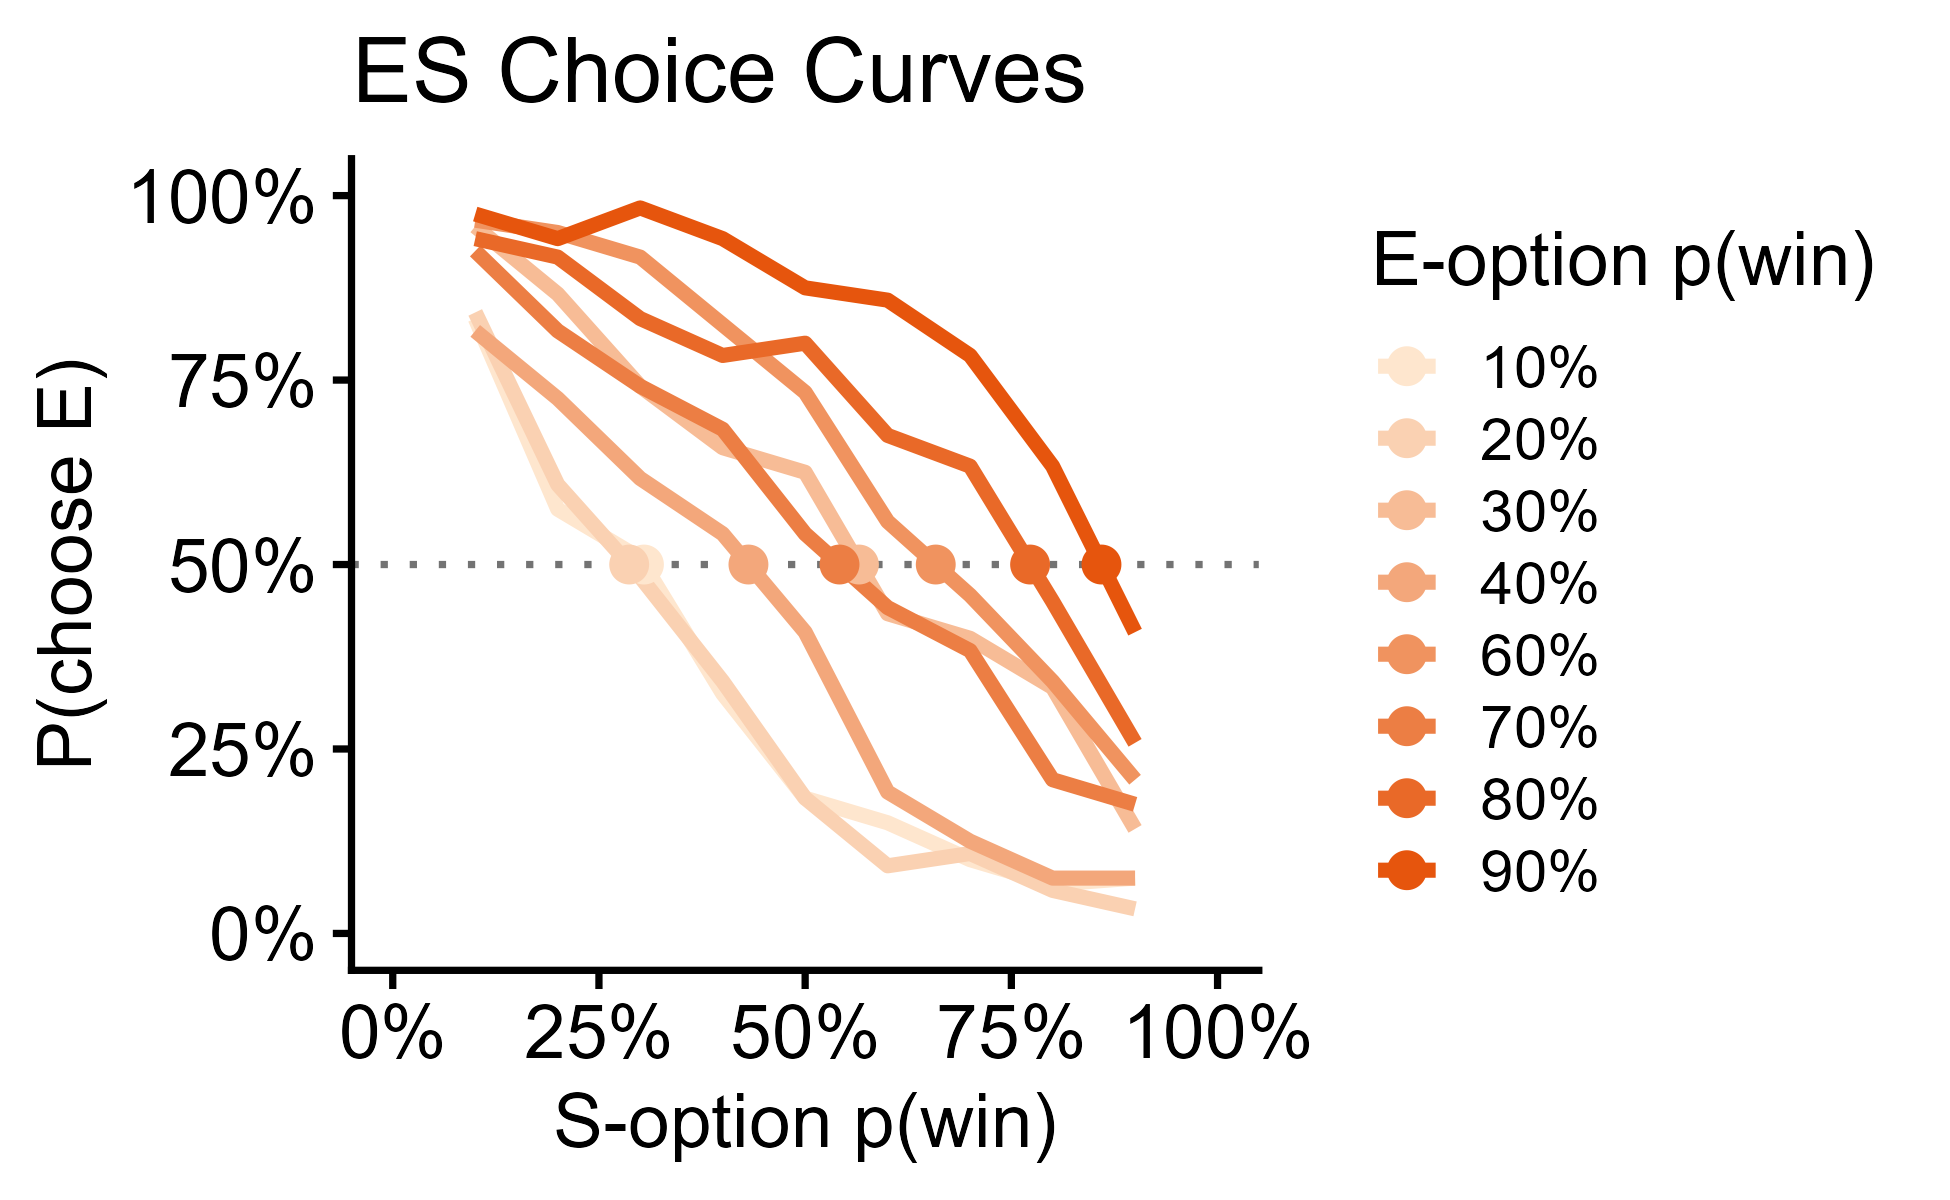 ES Choice Curves
P(choose E)
100%
75%
50%
25%
0%
0% 25% 50% 75% 100%
S-option p(win)
E-option p(win)
10%
20%
30%
40%
60%
70%
80%
90%